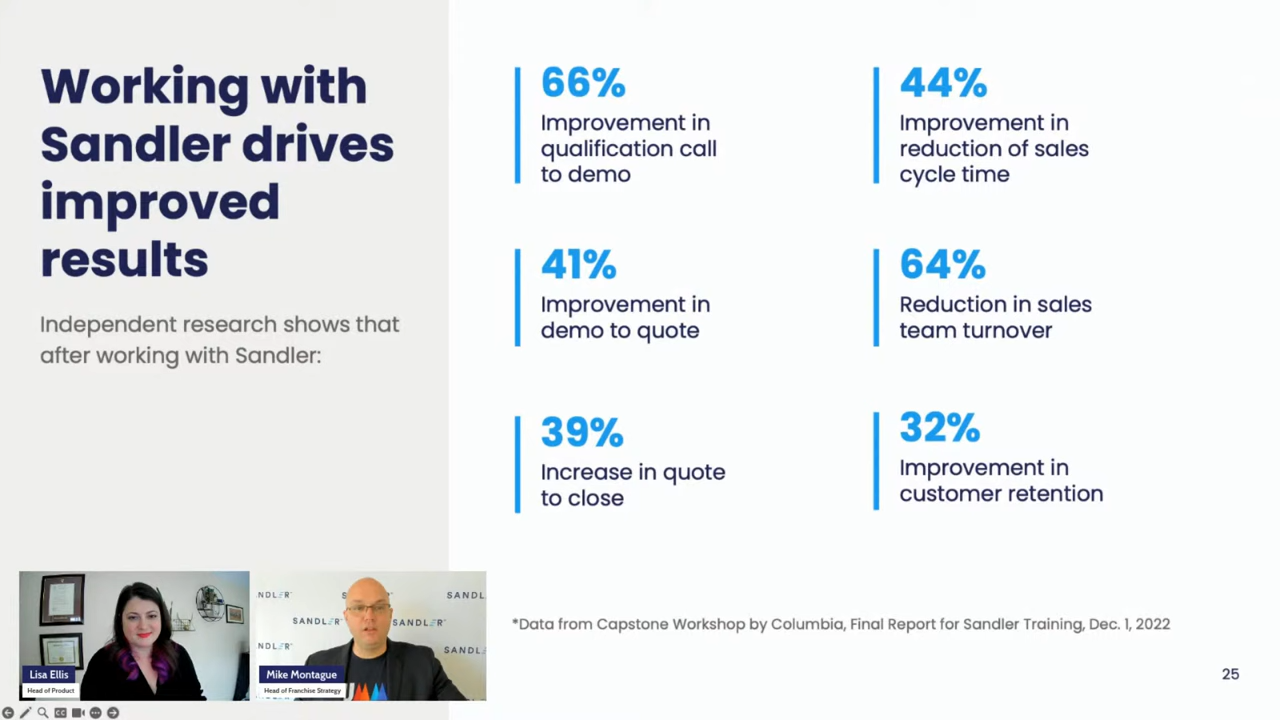 Working with
Sandler drives
improved
results
Independent research shows that
after working with Sandler:
66%
Improvement in
qualification call
to demo
44%
Improvement in
reduction of sales
cycle time
41%
Improvement in
demo to quote
64%
Reduction in sales
team turnover
39%
Increase in quote
to close
32%
Improvement in
customer retention
*Data from Capstone Workshop by Columbia, Final Report for Sandler Training, Dec. 1, 2022
25
SANDLER
SANDLER
Lisa Ellis
Head of Product
Mike Montague
Head of Franchise Strategy
CC